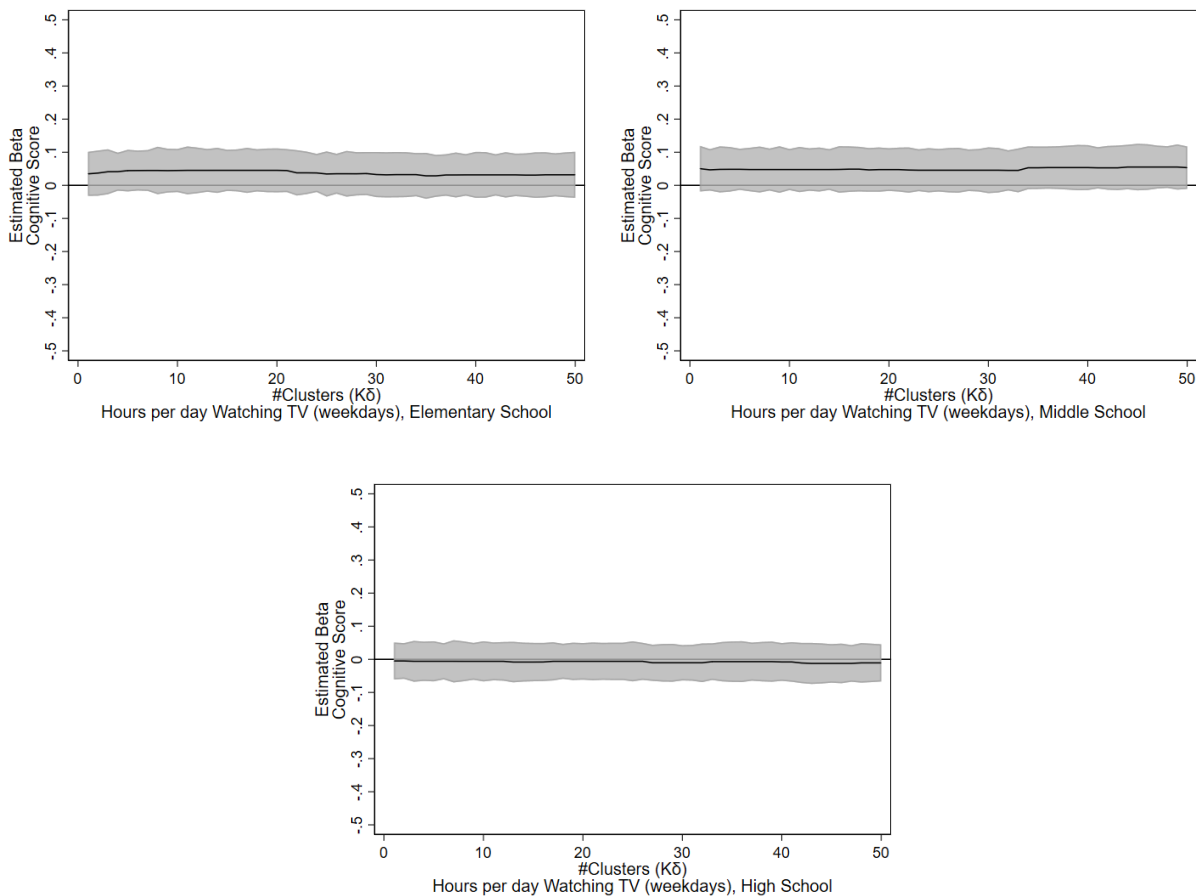 .5
.4
.3
.2
.1
0
-.1
-.2
-.3
-.4
-.5
Estimated Beta
Cognitive Score
0 10 20 30 40 50
#Clusters (Kδ)
Hours per day Watching TV (weekdays), Elementary School
.5
.4
.3
.2
.1
0
-.1
-.2
-.3
-.4
-.5
Estimated Beta
Cognitive Score
0 10 20 30 40 50
#Clusters (Kδ)
Hours per day Watching TV (weekdays), Middle School
.5
.4
.3
.2
.1
0
-.1
-.2
-.3
-.4
-.5
Estimated Beta
Cognitive Score
0 10 20 30 40 50
#Clusters (Kδ)
Hours per day Watching TV (weekdays), High School